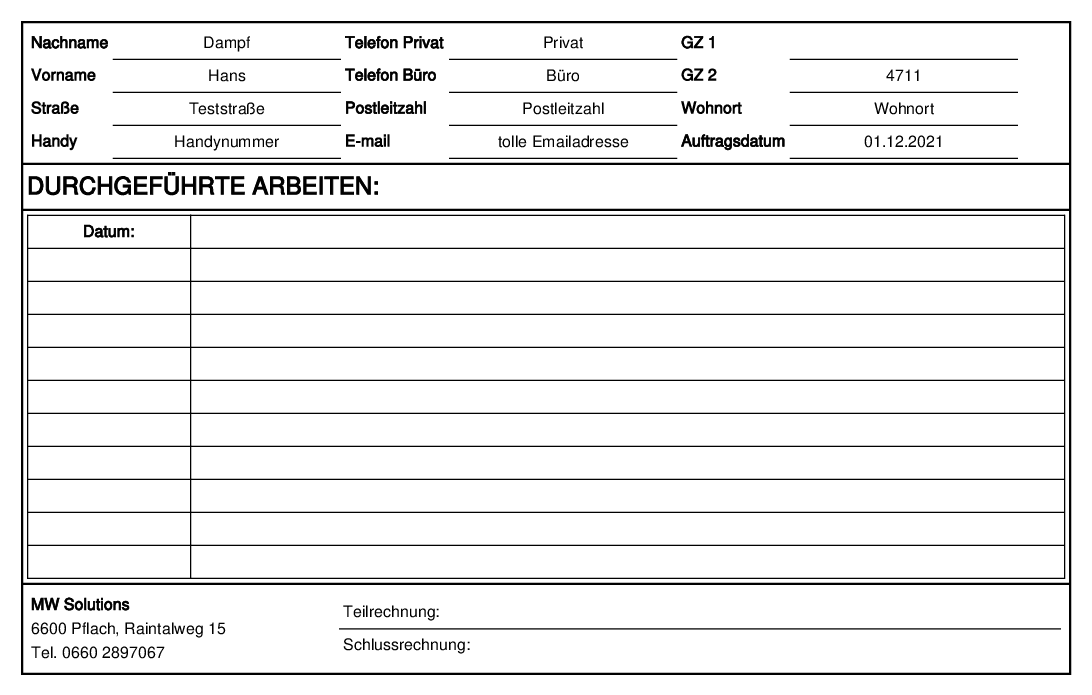 Nachname Dampf Telefon Privat Privat GZ 1
Vorname Hans Telefon Büro Büro GZ 2 4711
Straße Teststraße Postleitzahl Postleitzahl Wohnort Wohnort
Handy Handynummer E-mail tolle Emailadresse Auftragsdatum 01.12.2021
DURCHGEFÜHRTE ARBEITEN:
Datum:
MW Solutions
6600 Pflach, Raintalweg 15
Tel. 0660 2897067
Teilrechnung:
Schlussrechnung: